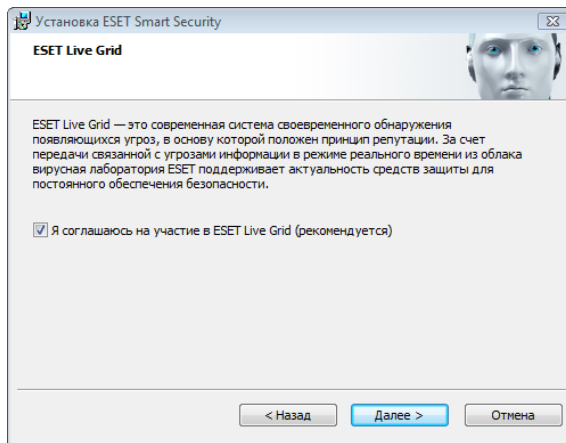 Установка ESET Smart Security
ESET Live Grid
ESET Live Grid — это современная система своевременного обнаружения
появляющихся угроз, в основу которой положен принцип репутации. За счет
передачи связанной с угрозами информации в режиме реального времени из облака
вирусная лаборатория ESET поддерживает актуальность средств защиты для
постоянного обеспечения безопасности.
Я соглашаюсь на участие в ESET Live Grid (рекомендуется)
< Назад
Далее >
Отмена